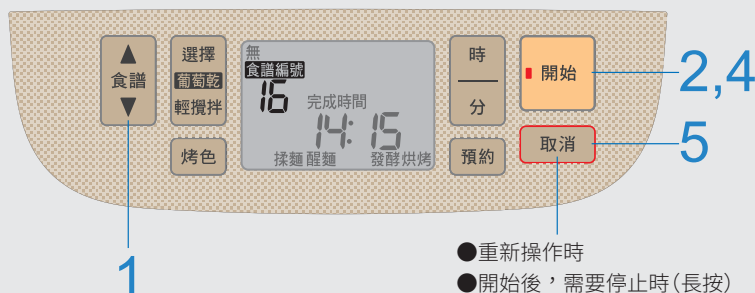 ▲
食譜
▼
選擇
葡萄乾
輕攪拌
烤色
無
食譜編號
16
完成時間
14:15
揉麵 醒麵 發酵 烘烤
時
分
預約
開始
取消
2,4
5
1
●重新操作時
●開始後，需要停止時(長按)